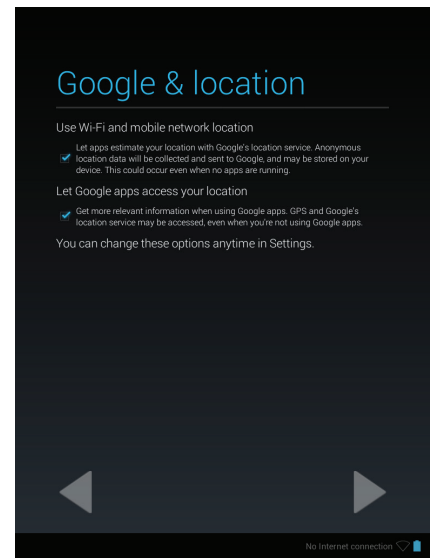 Google & location
Use Wi-Fi and mobile network location
Let apps estimate your location with Google's location service. Anonymous
location data will be collected and sent to Google, and may be stored on your
device. This could occur even when no apps are running.
Let Google apps access your location
Get more relevant information when using Google apps. GPS and Google's
location service may be accessed, even when you're not using Google apps.
You can change these options anytime in Settings.
No Internet connection